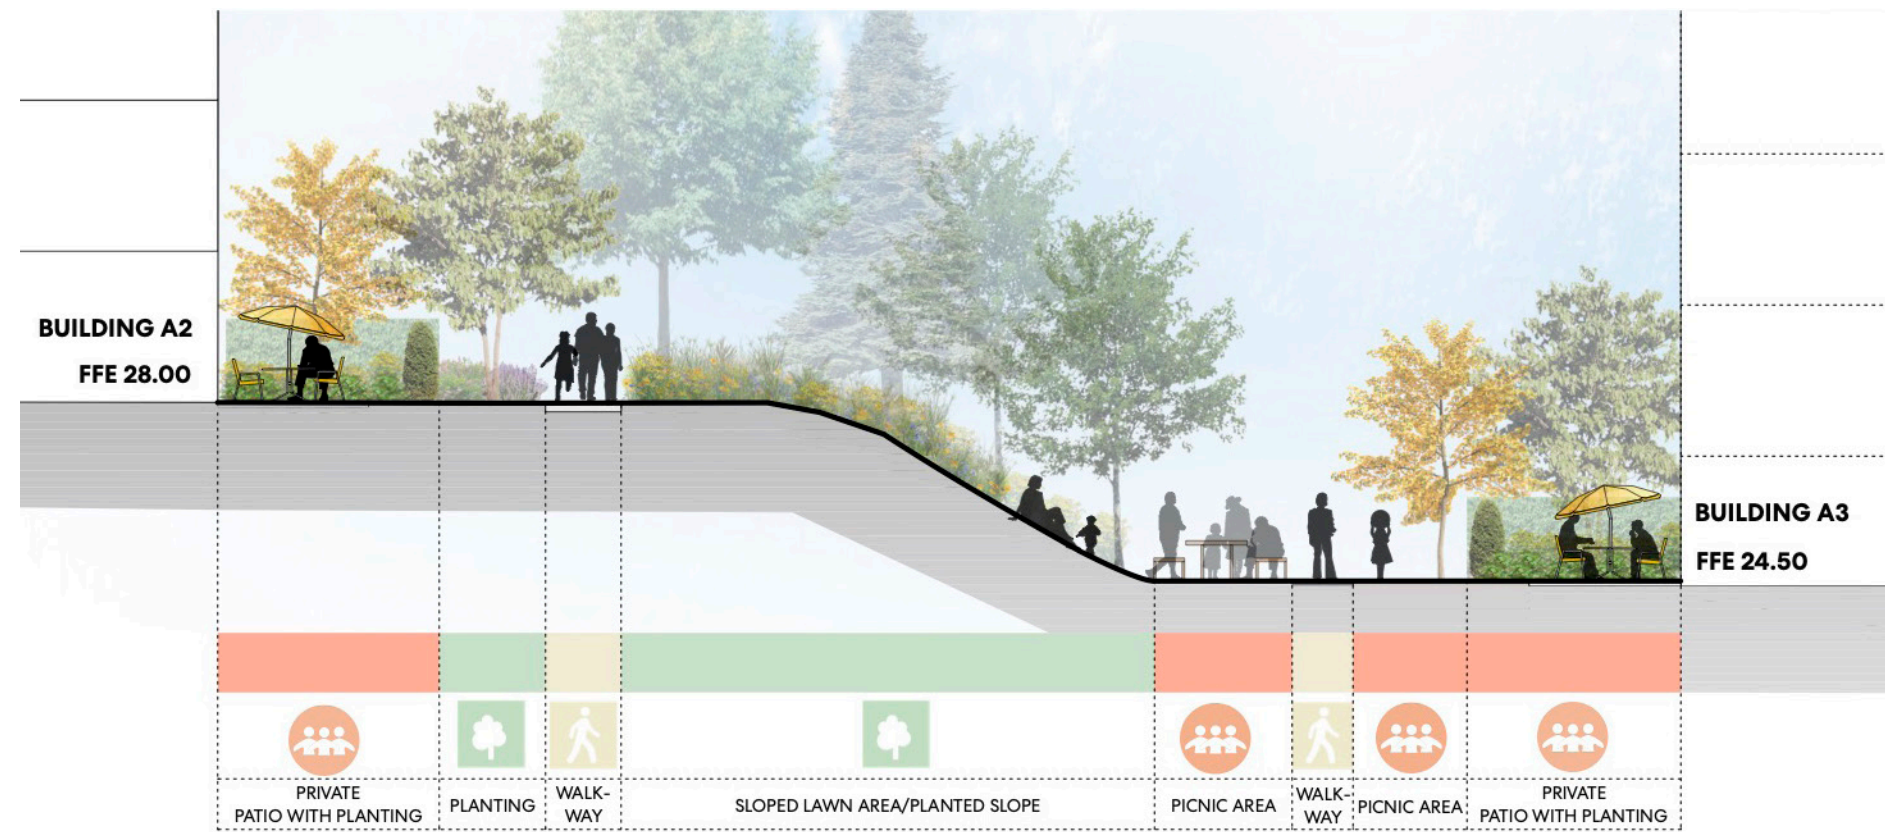 BUILDING A2
FFE 28.00
BUILDING A3
FFE 24.50
PRIVATE
PATIO WITH PLANTING
PLANTING
WALK-
WAY
SLOPED LAWN AREA/PLANTED SLOPE
PICNIC AREA
WALK-
WAY
PICNIC AREA
PRIVATE
PATIO WITH PLANTING